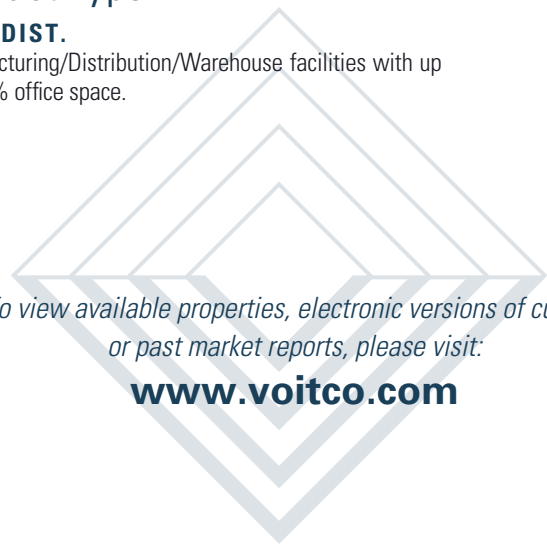 DIST.
cturing/Distribution/Warehouse facilities with up
% office space.
o view available properties, electronic versions of cu
or past market reports, please visit:
www.voitco.com